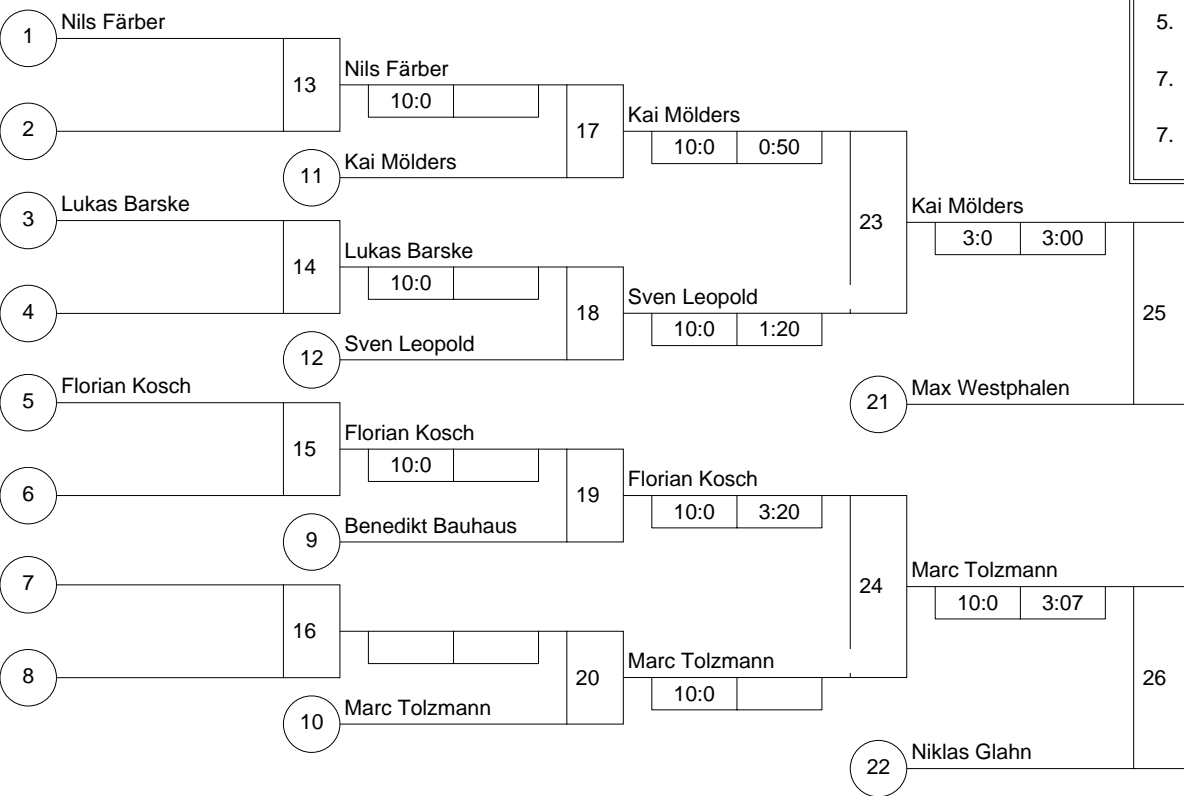 5.
1 Nils Färber
7.
13 Nils Färber
10:0
17 Kai Mölders
10:0 0:50
2
7.
11 Kai Mölders
3 Lukas Barske
23 Kai Mölders
3:0 3:00
14 Lukas Barske
10:0
18 Sven Leopold
10:0 1:20
4
25
12 Sven Leopold
5 Florian Kosch
21 Max Westphalen
15 Florian Kosch
10:0
19 Florian Kosch
10:0 3:20
6
9 Benedikt Bauhaus
7
24 Marc Tolzmann
10:0 3:07
16
20 Marc Tolzmann
10:0
8
26
10 Marc Tolzmann
22 Niklas Glahn